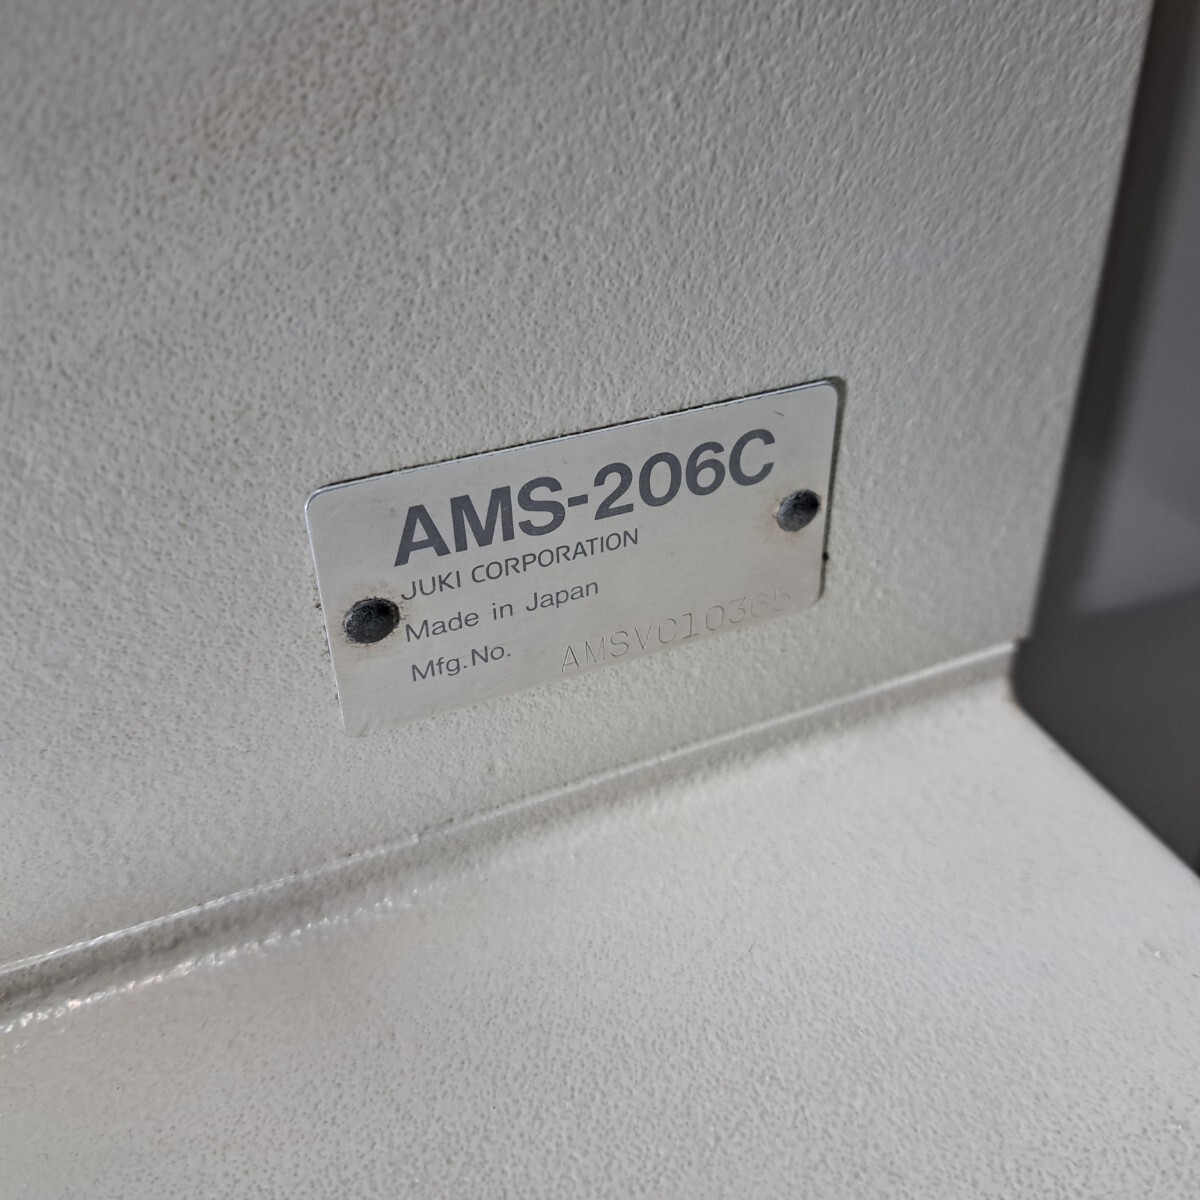 AMS-206C
JUKI CORPORATION
Made in Japan
Mfg.No.